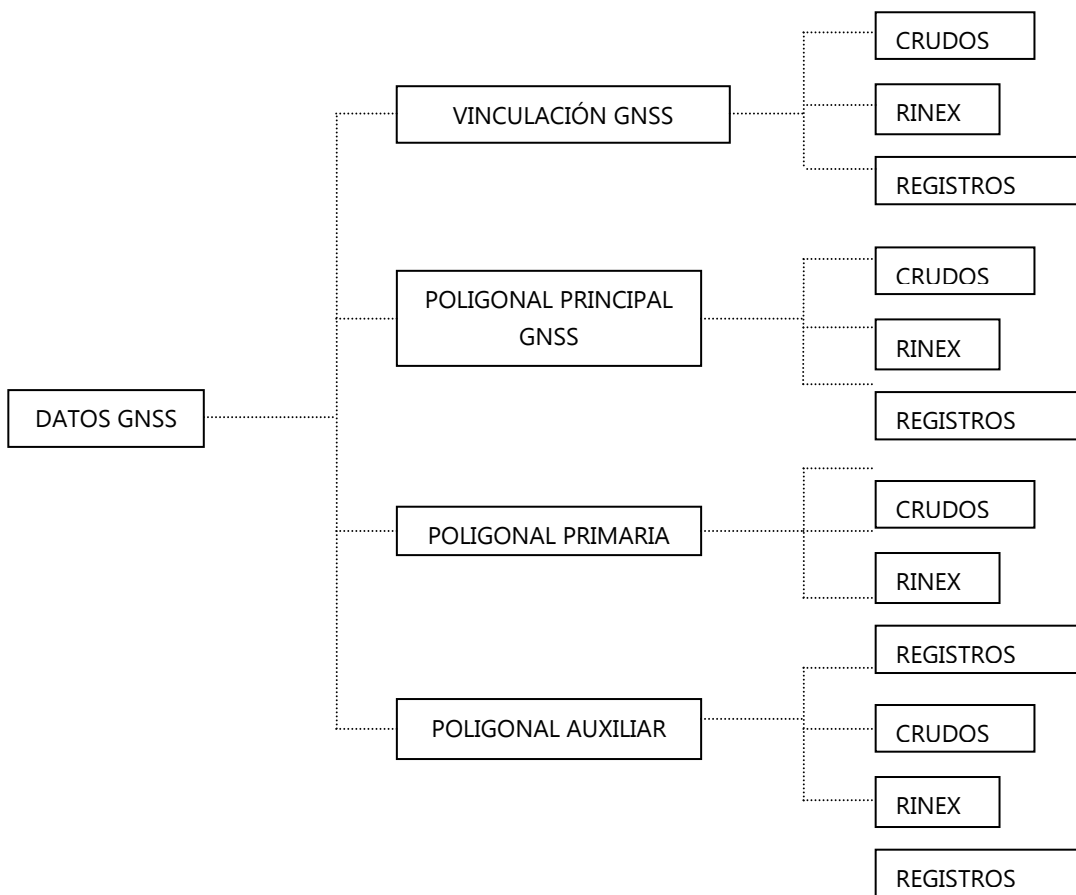 DATOS GNSS
VINCULACIÓN GNSS
CRUDOS
RINEX
REGISTROS
POLIGONAL PRINCIPAL
GNSS
CRUDOS
RINEX
REGISTROS
POLIGONAL PRIMARIA
CRUDOS
RINEX
REGISTROS
POLIGONAL AUXILIAR
CRUDOS
RINEX
REGISTROS